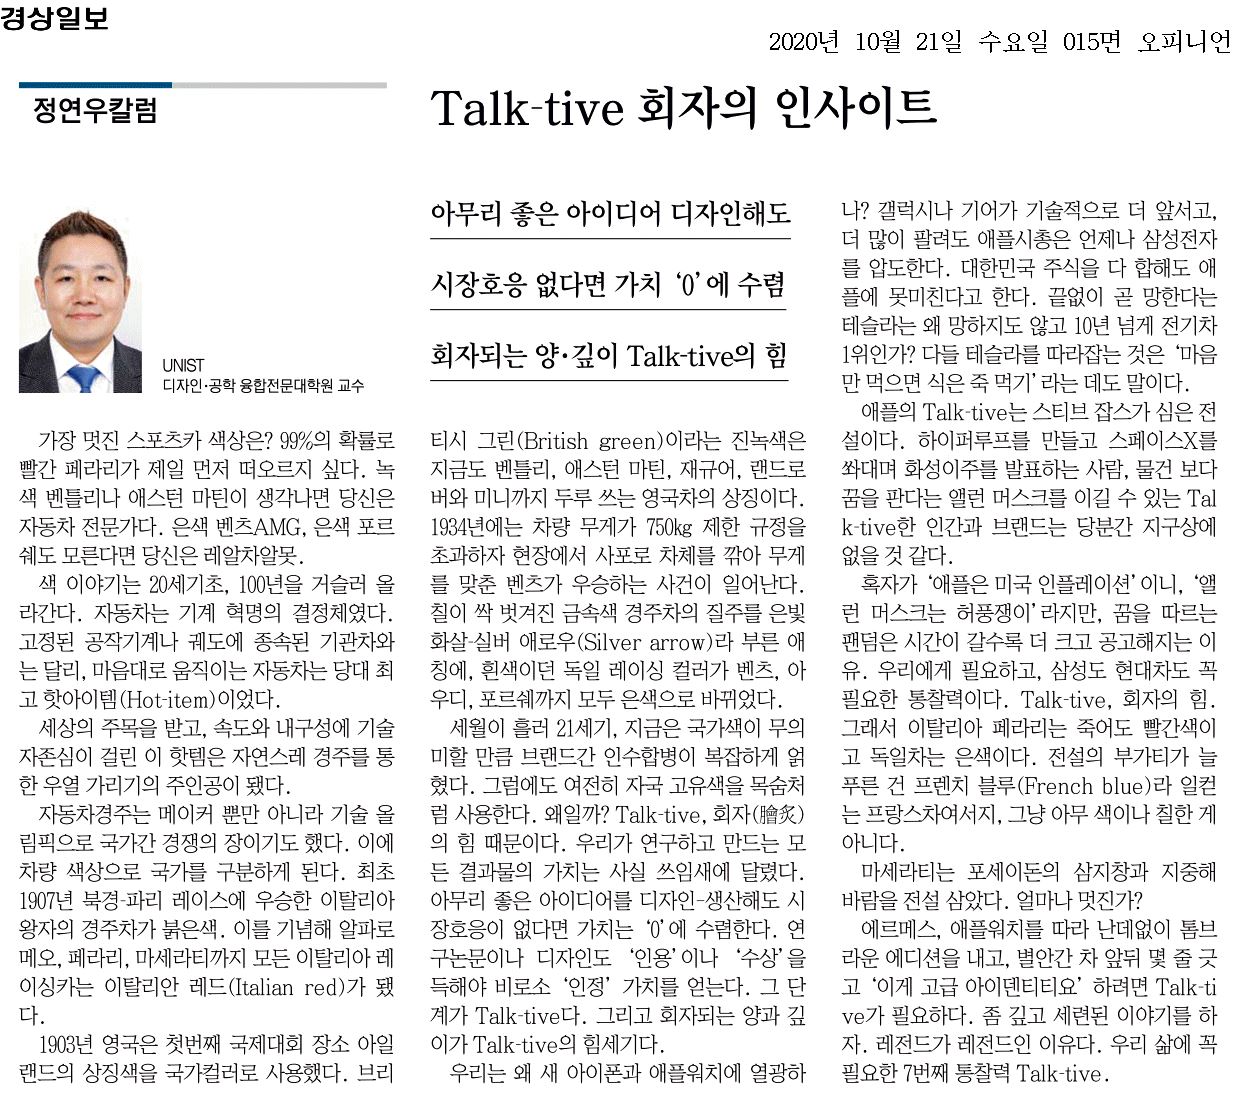 경상일보
2020년 10월 21일 수요일 015면 오피니언
정연우칼럼
Talk-tive 회자의 인사이트
UNIST
디자인·공학 융합전문대학원 교수
아무리 좋은 아이디어 디자인해도
시장호응 없다면 가치 ‘0’에 수렴
회자되는 양·깊이 Talk-tive의 힘
가장 멋진 스포츠카 색상은? 99%의 확률로
빨간 페라리가 제일 먼저 떠오르지 싶다. 녹
색 벤틀리나 애스턴 마틴이 생각나면 당신은
자동차 전문가다. 은색 벤츠AMG, 은색 포르
쉐도 모른다면 당신은 레알차알못.
색 이야기는 20세기초, 100년을 거슬러 올
라간다. 자동차는 기계 혁명의 결정체였다.
고정된 공작기계나 궤도에 종속된 기관차와
는 달리, 마음대로 움직이는 자동차는 당대 최
고 핫아이템(Hot-item)이었다.
세상의 주목을 받고, 속도와 내구성에 기술
자존심이 걸린 이 핫템은 자연스레 경주를 통
한 우열 가리기의 주인공이 됐다.
자동차경주는 메이커 뿐만 아니라 기술 올
림픽으로 국가간 경쟁의 장이기도 했다. 이에
차량 색상으로 국가를 구분하게 된다. 최초
1907년 북경-파리 레이스에 우승한 이탈리아
왕자의 경주차가 붉은색. 이를 기념해 알파로
메오, 페라리, 마세라티까지 모든 이탈리아 레
이싱카는 이탈리안 레드(Italian red)가 됐
다.
1903년 영국은 첫번째 국제대회 장소 아일
랜드의 상징색을 국가컬러로 사용했다. 브리
티시 그린(British green)이라는 진녹색은
지금도 벤틀리, 애스턴 마틴, 재규어, 랜드로
버와 미니까지 두루 쓰는 영국차의 상징이다.
1934년에는 차량 무게가 750㎏ 제한 규정을
초과하자 현장에서 사포로 차체를 깎아 무게
를 맞춘 벤츠가 우승하는 사건이 일어난다.
칠이 싹 벗겨진 금속색 경주차의 질주를 은빛
화살-실버 애로우(Silver arrow)라 부른 애
칭에, 흰색이던 독일 레이싱 컬러가 벤츠, 아
우디, 포르쉐까지 모두 은색으로 바뀌었다.
세월이 흘러 21세기, 지금은 국가색이 무의
미할 만큼 브랜드간 인수합병이 복잡하게 얽
혔다. 그럼에도 여전히 자국 고유색을 목숨처
럼 사용한다. 왜일까? Talk-tive, 회자(膾炙)
의 힘 때문이다. 우리가 연구하고 만드는 모
든 결과물의 가치는 사실 쓰임새에 달렸다.
아무리 좋은 아이디어를 디자인-생산해도 시
장호응이 없다면 가치는 ‘0’에 수렴한다. 연
구논문이나 디자인도 ‘인용’이나 ‘수상’을
득해야 비로소 ‘인정’ 가치를 얻는다. 그 단
계가 Talk-tive다. 그리고 회자되는 양과 깊
이가 Talk-tive의 힘세기다.
우리는 왜 새 아이폰과 애플워치에 열광하
나? 갤럭시나 기어가 기술적으로 더 앞서고,
더 많이 팔려도 애플시총은 언제나 삼성전자
를 압도한다. 대한민국 주식을 다 합해도 애
플에 못미친다고 한다. 끝없이 곧 망한다는
테슬라는 왜 망하지도 않고 10년 넘게 전기차
1위인가? 다들 테슬라를 따라잡는 것은 ‘마음
만 먹으면 식은 죽 먹기’라는 데도 말이다.
애플의 Talk-tive는 스티브 잡스가 심은 전
설이다. 하이퍼루프를 만들고 스페이스X를
쏴대며 화성이주를 발표하는 사람, 물건 보다
꿈을 판다는 앨런 머스크를 이길 수 있는 Tal
k-tive한 인간과 브랜드는 당분간 지구상에
없을 것 같다.
혹자가 ‘애플은 미국 인플레이션’이니, ‘앨
런 머스크는 허풍쟁이’라지만, 꿈을 따르는
팬덤은 시간이 갈수록 더 크고 공고해지는 이
유. 우리에게 필요하고, 삼성도 현대차도 꼭
필요한 통찰력이다. Talk-tive, 회자의 힘.
그래서 이탈리아 페라리는 죽어도 빨간색이
고 독일차는 은색이다. 전설의 부가티가 늘
푸른 건 프렌치 블루(French blue)라 일컫
는 프랑스차여서지, 그냥 아무 색이나 칠한 게
아니다.
마세라티는 포세이돈의 삼지창과 지중해
바람을 전설 삼았다. 얼마나 멋진가?
에르메스, 애플워치를 따라 난데없이 톰브
라운 에디션을 내고, 별안간 차 앞뒤 몇 줄 긋
고 ‘이게 고급 아이덴티티요’ 하려면 Talk-ti
ve가 필요하다. 좀 깊고 세련된 이야기를 하
자. 레전드가 레전드인 이유다. 우리 삶에 꼭
필요한 7번째 통찰력 Talk-tive.